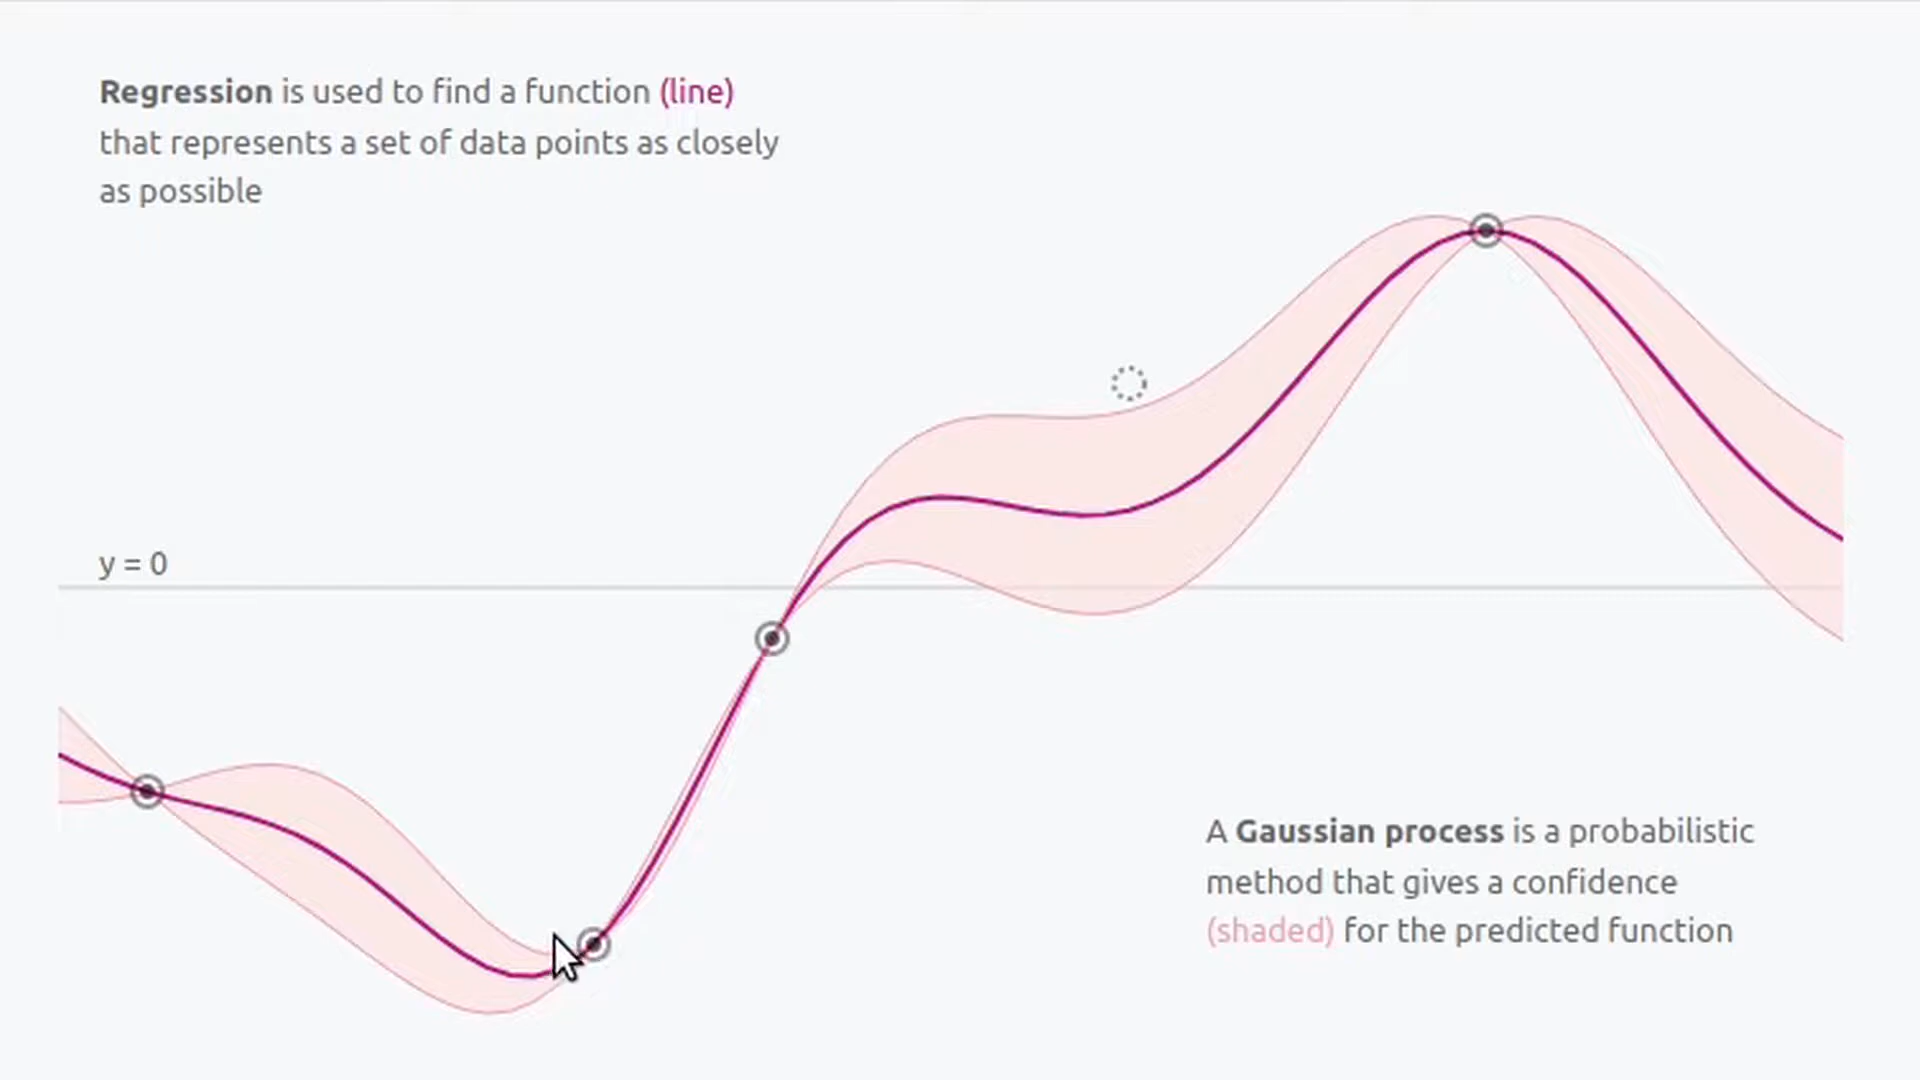 Regression is used to find a function (line)
that represents a set of data points as closely
as possible
y = 0
A Gaussian process is a probabilistic
method that gives a confidence
(shaded) for the predicted function